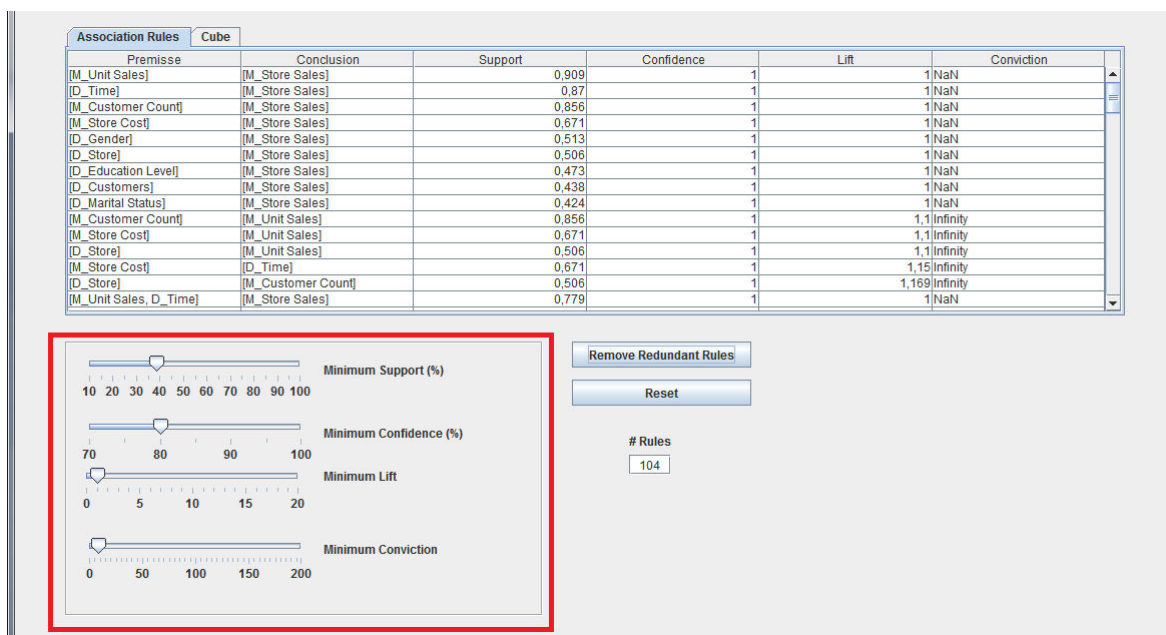 Association Rules Cube
Premisse Conclusion Support Confidence Lift Conviction
[M_Unit Sales] [M_Store Sales] 0,909 1 1 NaN
[D_Time] [M_Store Sales] 0,87 1 1 NaN
[M_Customer Count] [M_Store Sales] 0,856 1 1 NaN
[M_Store Cost] [M_Store Sales] 0,671 1 1 NaN
[D_Gender] [M_Store Sales] 0,513 1 1 NaN
[D_Store] [M_Store Sales] 0,506 1 1 NaN
[D_Education Level] [M_Store Sales] 0,473 1 1 NaN
[D_Customers] [M_Store Sales] 0,438 1 1 NaN
[D_Marital Status] [M_Store Sales] 0,424 1 1 NaN
[M_Customer Count] [M_Unit Sales] 0,856 1 1,1 Infinity
[M_Store Cost] [M_Unit Sales] 0,671 1 1,1 Infinity
[D_Store] [M_Unit Sales] 0,506 1 1,1 Infinity
[M_Store Cost] [D_Time] 0,671 1 1,15 Infinity
[D_Store] [M_Customer Count] 0,506 1 1,169 Infinity
[M_Unit Sales, D_Time] [M_Store Sales] 0,779 1 1 NaN
Minimum Support (%)
10 20 30 40 50 60 70 80 90 100
Minimum Confidence (%)
70 80 90 100
Minimum Lift
0 5 10 15 20
Minimum Conviction
0 50 100 150 200
Remove Redundant Rules
Reset
# Rules
104